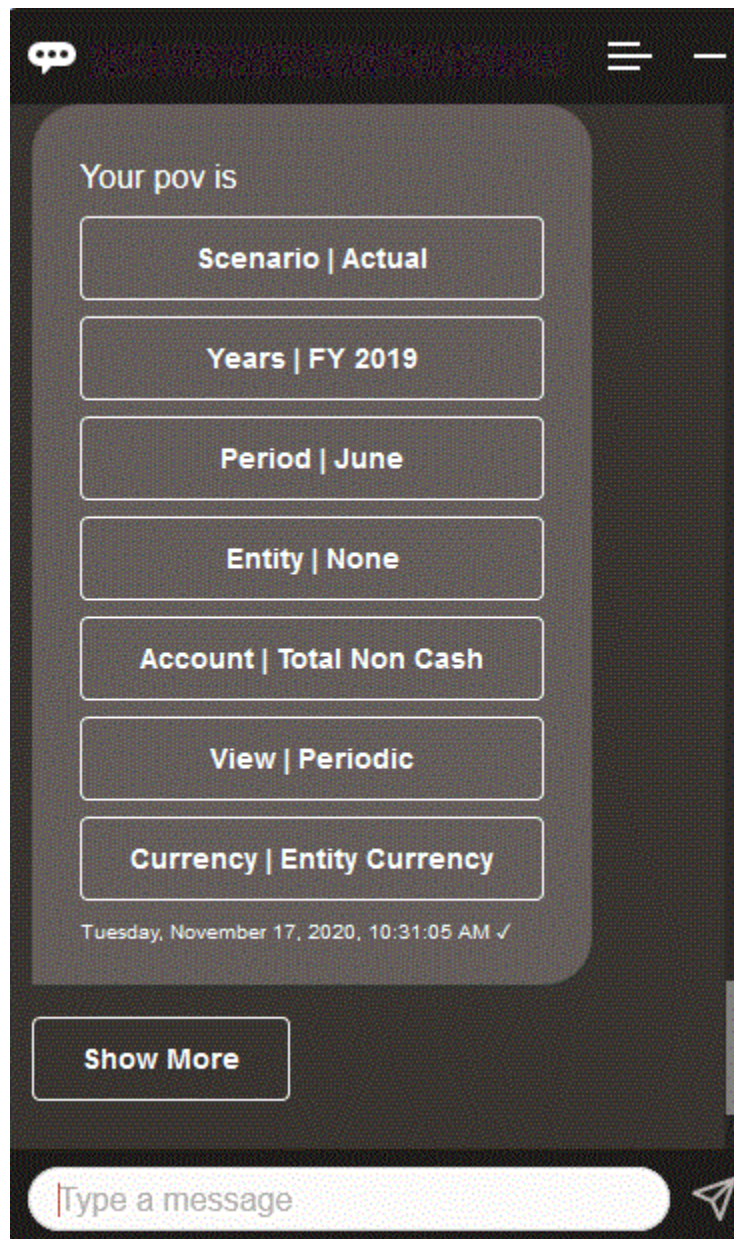 Your pov is
Scenario | Actual
Years | FY 2019
Period | June
Entity | None
Account | Total Non Cash
View | Periodic
Currency | Entity Currency
Tuesday, November 17, 2020, 10:31:05 AM ✓
Show More
Type a message